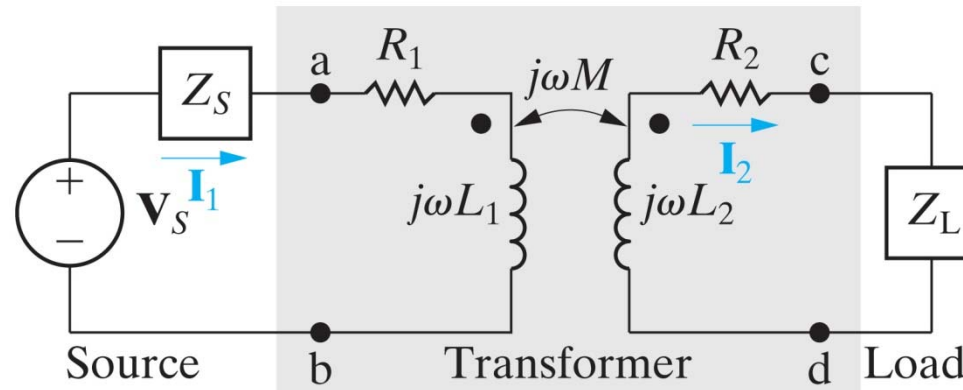 a R₁ R₂ c
jωM
Z_S
I₁ I₂
+
V_S jωL₁ jωL₂ Z_L
−
Source b Transformer d Load